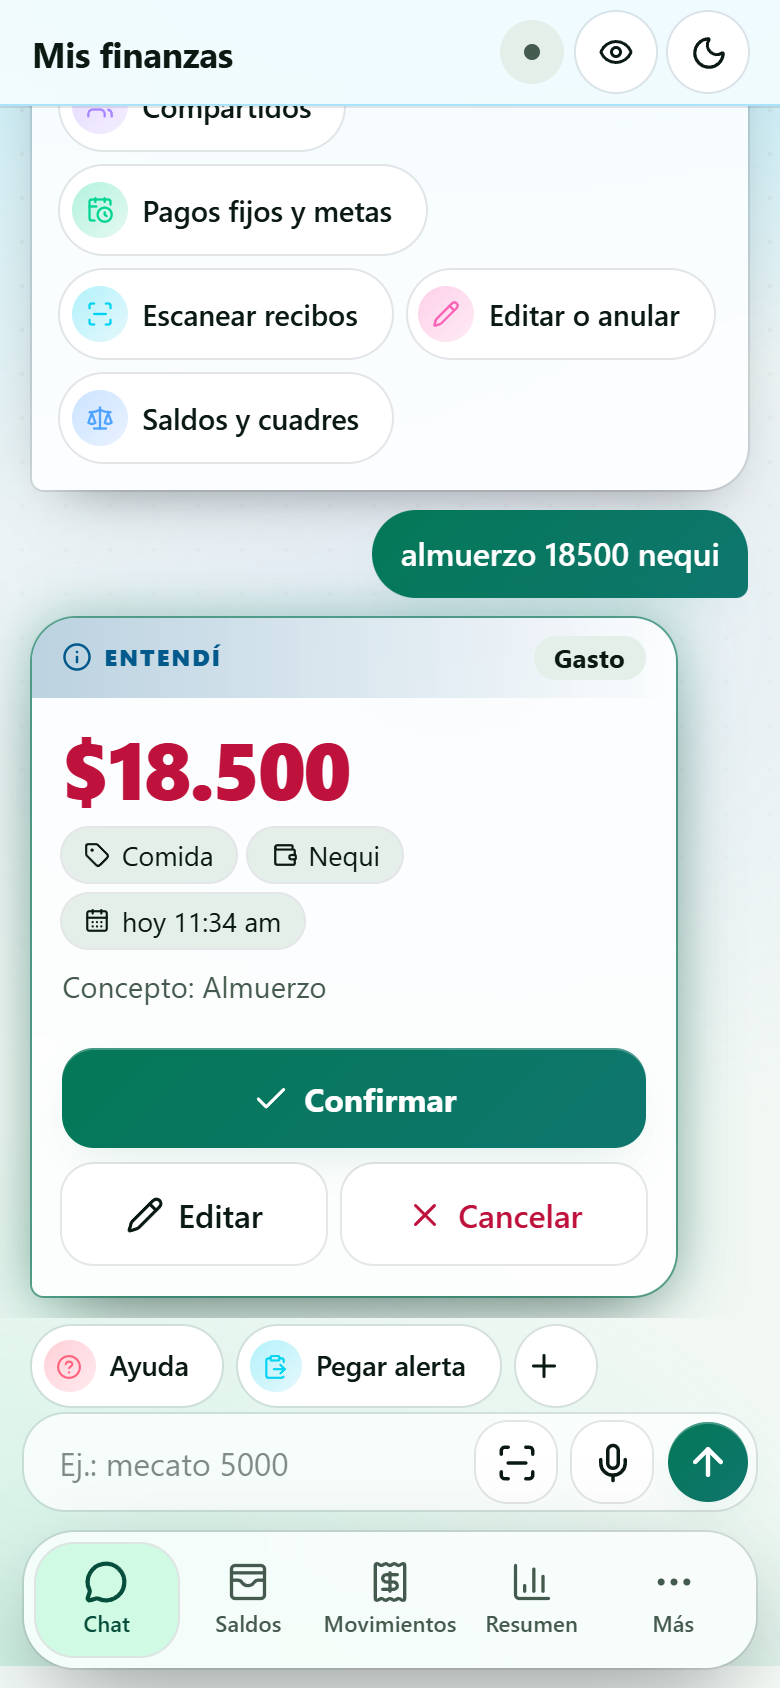 Mis finanzas
Compartidos
Pagos fijos y metas
Escanear recibos
Editar o anular
Saldos y cuadres
almuerzo 18500 nequi
ENTENDÍ
Gasto
$18.500
Comida
Nequi
hoy 11:34 am
Concepto: Almuerzo
Confirmar
Editar
Cancelar
Ayuda
Pegar alerta
Ej.: mecato 5000
Chat
Saldos
Movimientos
Resumen
Más